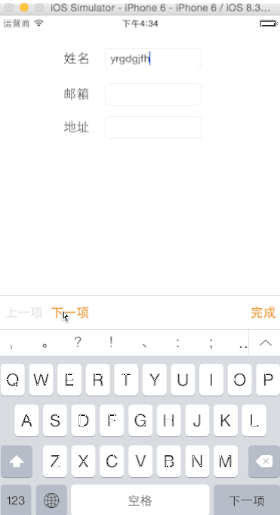 iOS Simulator - iPhone 6 - iPhone 6 / iOS 8.3...
运营商 下午4:34
姓名 yrgdgjfh
邮箱
地址
上一项 下一项 完成
， 。 ? ! 、 : ; ..
Q W E R T Y U I O P
A S D F G H J K L
Z X C V B N M
123 空格 下一项